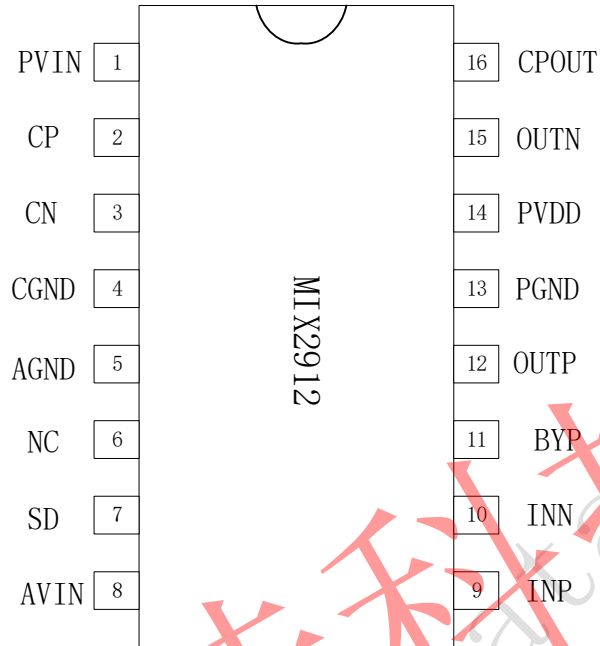 PVIN 1 16 CPOUT
CP 2 15 OUTN
CN 3 14 PVDD
CGND 4 13 PGND
MIX2912
AGND 5 12 OUTP
NC 6 11 BYP
SD 7 10 INN
AVIN 8 9 INP
科